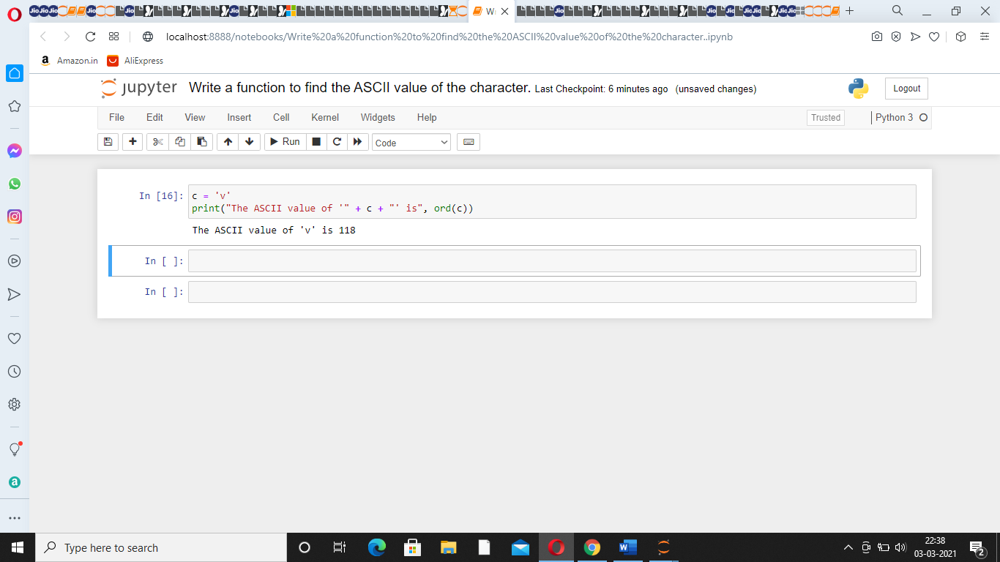 W
localhost:8888/notebooks/Write%20a%20function%20to%20find%20the%20ASCII%20value%20of%20the%20character..ipynb
Amazon.in AliExpress
jupyter Write a function to find the ASCII value of the character. Last Checkpoint: 6 minutes ago (unsaved changes) Logout
File Edit View Insert Cell Kernel Widgets Help Trusted Python 3
Run Code
In [16]: c = 'v'
print("The ASCII value of '" + c + "' is", ord(c))
The ASCII value of 'v' is 118
In [ ]:
In [ ]:
Type here to search
22:38
03-03-2021
2